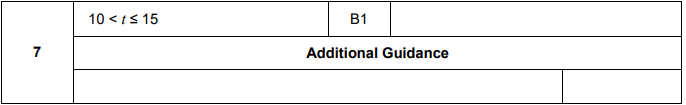 10 < t ≤ 15 B1
7
Additional Guidance